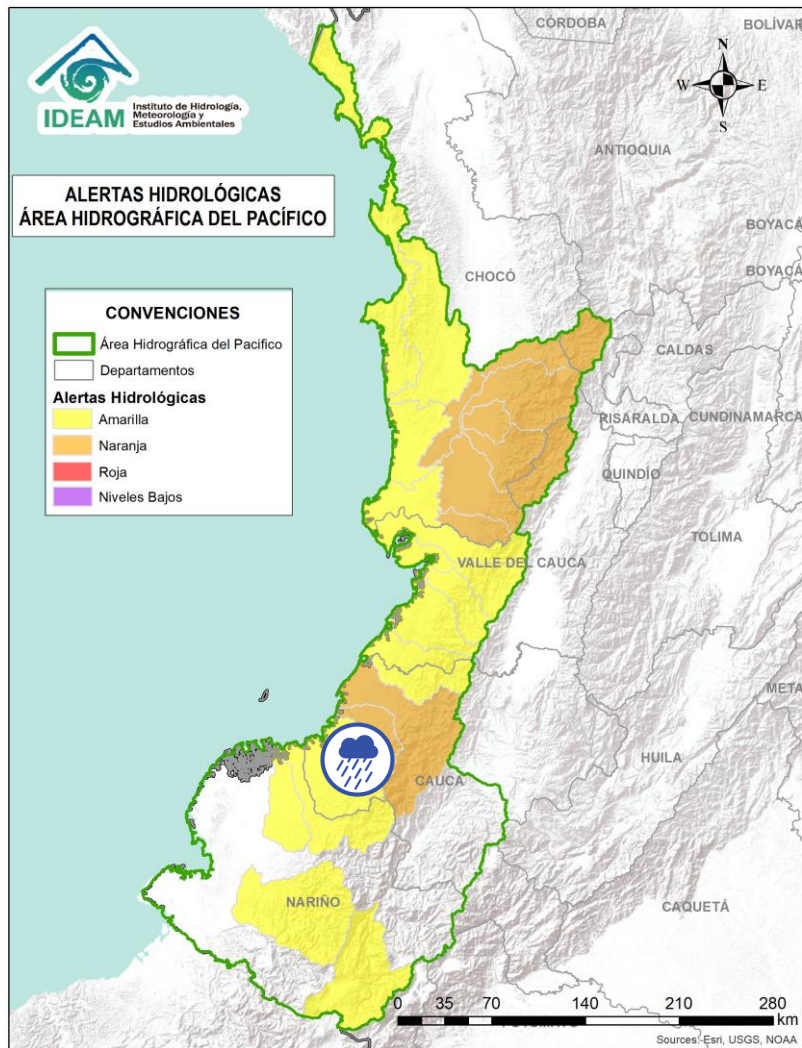 CÓRDOBA
BOLÍVAR
N
W
E
S
IDEAM
Instituto de Hidrología,
Meteorología y
Estudios Ambientales
ANTIOQUIA
ALERTAS HIDROLÓGICAS
ÁREA HIDROGRÁFICA DEL PACÍFICO
BOYACÁ
BOYACÁ
CHOCÓ
CONVENCIONES
Área Hidrográfica del Pacifico
Departamentos
Alertas Hidrológicas
Amarilla
Naranja
Roja
Niveles Bajos
CALDAS
RISARALDA
CUNDINAMARCA
QUINDÍO
TOLIMA
VALLE DEL CAUCA
META
HUILA
CAUCA
NARIÑO
CAQUETÁ
0 35 70 140 210 280
km
Sources: Esri, USGS, NOAA